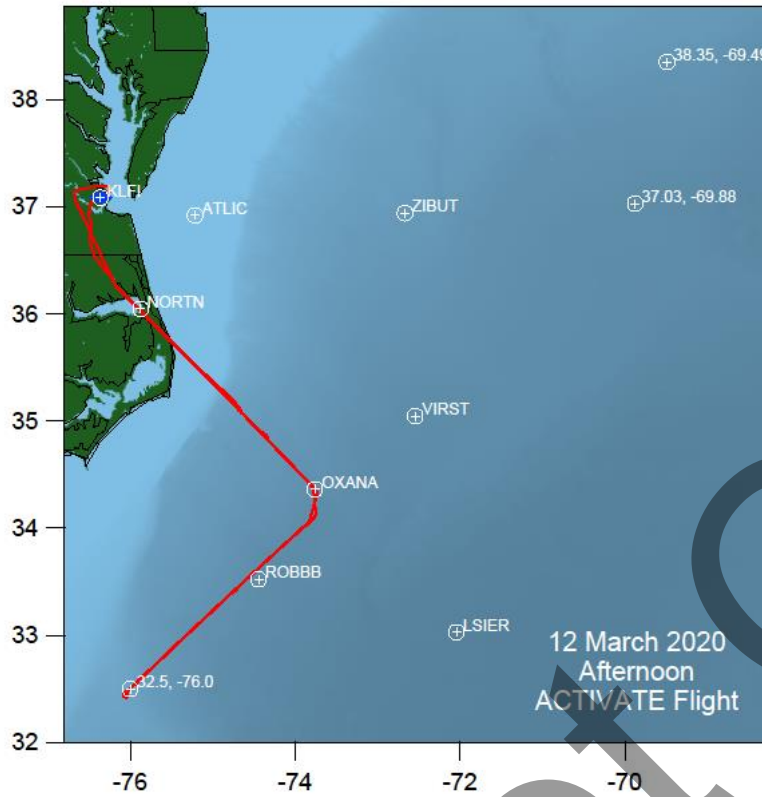 38.35, -69.49
38
KLFI
37
ATLIC
ZIBUT
37.03, -69.88
NORTN
36
VIRST
35
OXANA
34
ROBBB
33
LSIER
12 March 2020
Afternoon
ACTIVATE Flight
32.5, -76.0
32
-76
-74
-72
-70